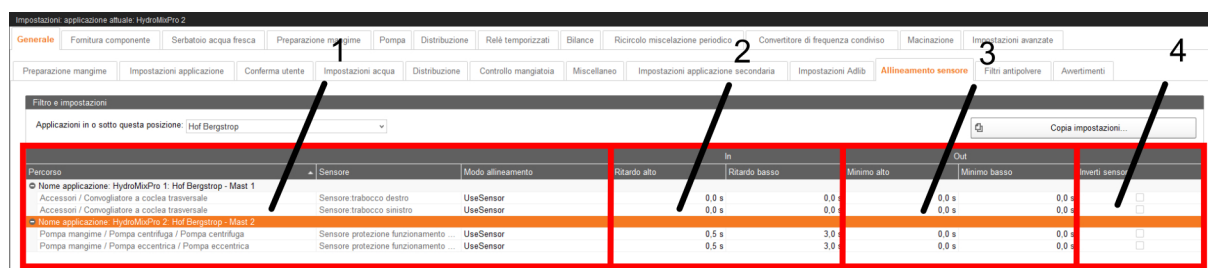 Impostazioni: applicazione attuale: HydroMixPro 2
Generale Fornitura componente Serbatoio acqua fresca Preparazione mangime Pompa Distribuzione Relè temporizzati Bilance Ricircolo miscelazione periodico Convertitore di frequenza condiviso Macinazione Impostazioni avanzate
1 2 3 4
Preparazione mangime Impostazioni applicazione Conferma utente Impostazioni acqua Distribuzione Controllo mangiatoia Miscellaneo Impostazioni applicazione secondaria Impostazioni Adlib Allineamento sensore Filtri antipolvere Avvertimenti
Filtro e impostazioni
Applicazioni in o sotto questa posizione: Hof Bergstrop Copia impostazioni...
In Out
Percorso Sensore Modo allineamento Ritardo alto Ritardo basso Minimo alto Minimo basso Inverti sensor
Nome applicazione: HydroMixPro 1: Hof Bergstrop - Mast 1
Accessori / Convogliatore a coclea trasversale Sensore:trabocco destro UseSensor 0,0 s 0,0 s 0,0 s 0,0 s
Accessori / Convogliatore a coclea trasversale Sensore:trabocco sinistro UseSensor 0,0 s 0,0 s 0,0 s 0,0 s
Nome applicazione: HydroMixPro 2: Hof Bergstrop - Mast 2
Pompa mangime / Pompa centrifuga / Pompa centrifuga Sensore protezione funzionamento ... UseSensor 0,5 s 3,0 s 0,0 s 0,0 s
Pompa mangime / Pompa eccentrica / Pompa eccentrica Sensore protezione funzionamento ... UseSensor 0,5 s 3,0 s 0,0 s 0,0 s